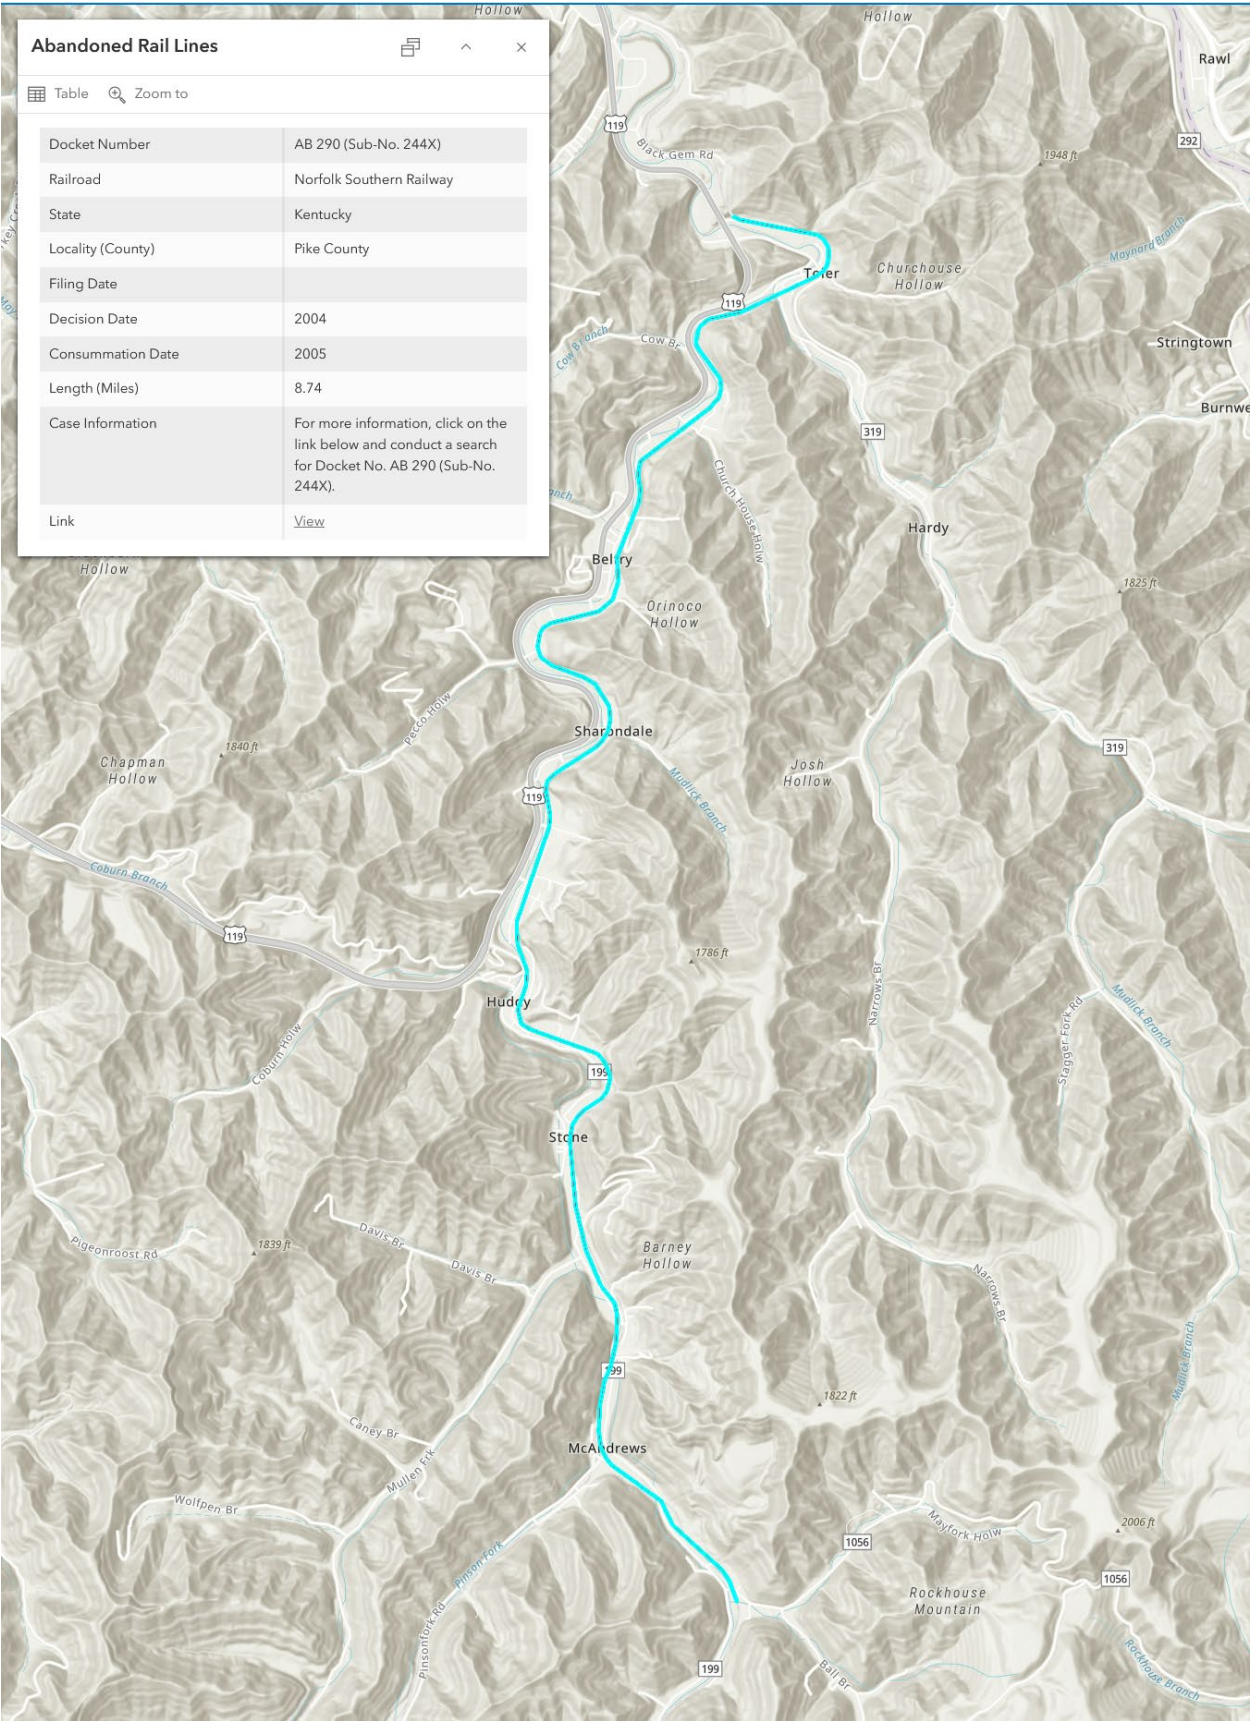 Hollow
Hollow
Rawl
Abandoned Rail Lines
Table Zoom to
Docket Number AB 290 (Sub-No. 244X)
Railroad Norfolk Southern Railway
State Kentucky
Locality (County) Pike County
Filing Date
Decision Date 2004
Consummation Date 2005
Length (Miles) 8.74
Case Information For more information, click on the
link below and conduct a search
for Docket No. AB 290 (Sub-No.
244X).
Link View
119
Black Gem Rd
292
1948 ft
Maynard Branch
Toler
Churchouse
Hollow
119
Cow Branch
Cow Br
Stringtown
Burnwe
319
Church House Holw
Hardy
Belfry
Hollow
1825 ft
Orinoco
Hollow
Pecco Holw
Sharondale
1840 ft
Chapman
Hollow
Josh
Hollow
319
119
Mudlick Branch
Coburn Branch
119
1786 ft
Huddy
Narrows Br
Mudlick Branch
Stagger Fork Rd
Coburn Holw
199
Stone
Davis Br
Davis Br
Pigeonroost Rd
1839 ft
Barney
Hollow
Narrows Br
Mudlick Branch
199
1822 ft
Caney Br
McAndrews
Mullen Frk
Wolfpen Br
Mayfork Holw
2006 ft
1056
Pinson Fork
1056
Rockhouse
Mountain
Pinsonfork Rd
199
Ball Br
Rockhouse Branch